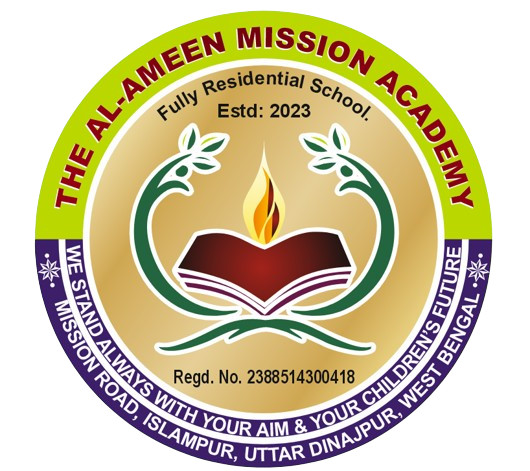 THE AL-AMEEN MISSION ACADEMY
Fully Residential School.
Estd: 2023
Regd. No. 2388514300418
WE STAND ALWAYS WITH YOUR AIM & YOUR CHILDREN'S FUTURE
MISSION ROAD, ISLAMPUR, UTTAR DINAJPUR, WEST BENGAL